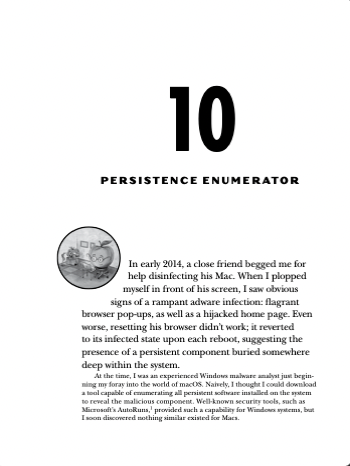 10
PERSISTENCE ENUMERATOR
In early 2014, a close friend begged me for
help disinfecting his Mac. When I plopped
myself in front of his screen, I saw obvious
signs of a rampant adware infection: flagrant
browser pop-ups, as well as a hijacked home page. Even
worse, resetting his browser didn’t work; it reverted
to its infected state upon each reboot, suggesting the
presence of a persistent component buried somewhere
deep within the system.
At the time, I was an experienced Windows malware analyst just begin-
ning my foray into the world of macOS. Naively, I thought I could download
a tool capable of enumerating all persistent software installed on the system
to reveal the malicious component. Well-known security tools, such as
Microsoft’s AutoRuns,¹ provided such a capability for Windows systems, but
I soon discovered nothing similar existed for Macs.